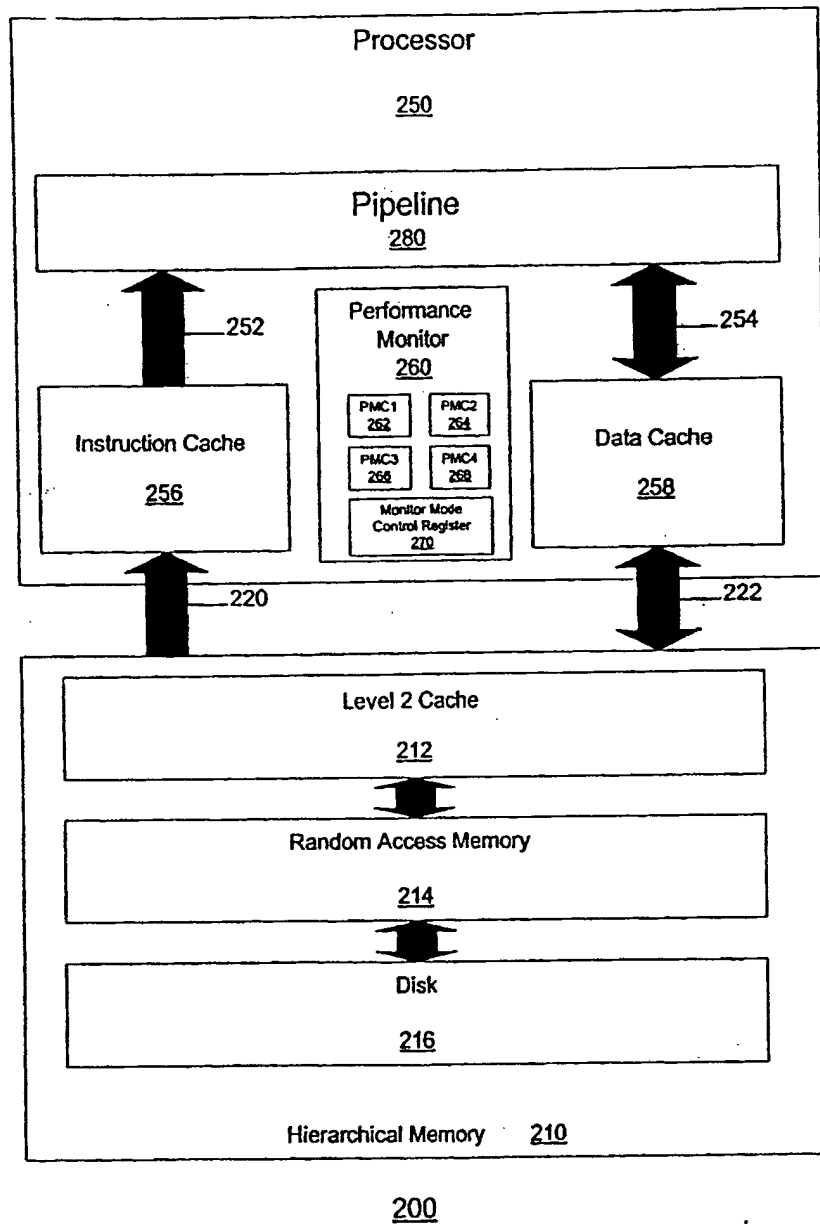 Processor
250
Pipeline
280
252
254
Performance
Monitor
260
PMC1
262
PMC2
264
PMC3
266
PMC4
268
Monitor Mode
Control Register
270
Instruction Cache
256
Data Cache
258
220
222
Level 2 Cache
212
Random Access Memory
214
Disk
216
Hierarchical Memory 210
200